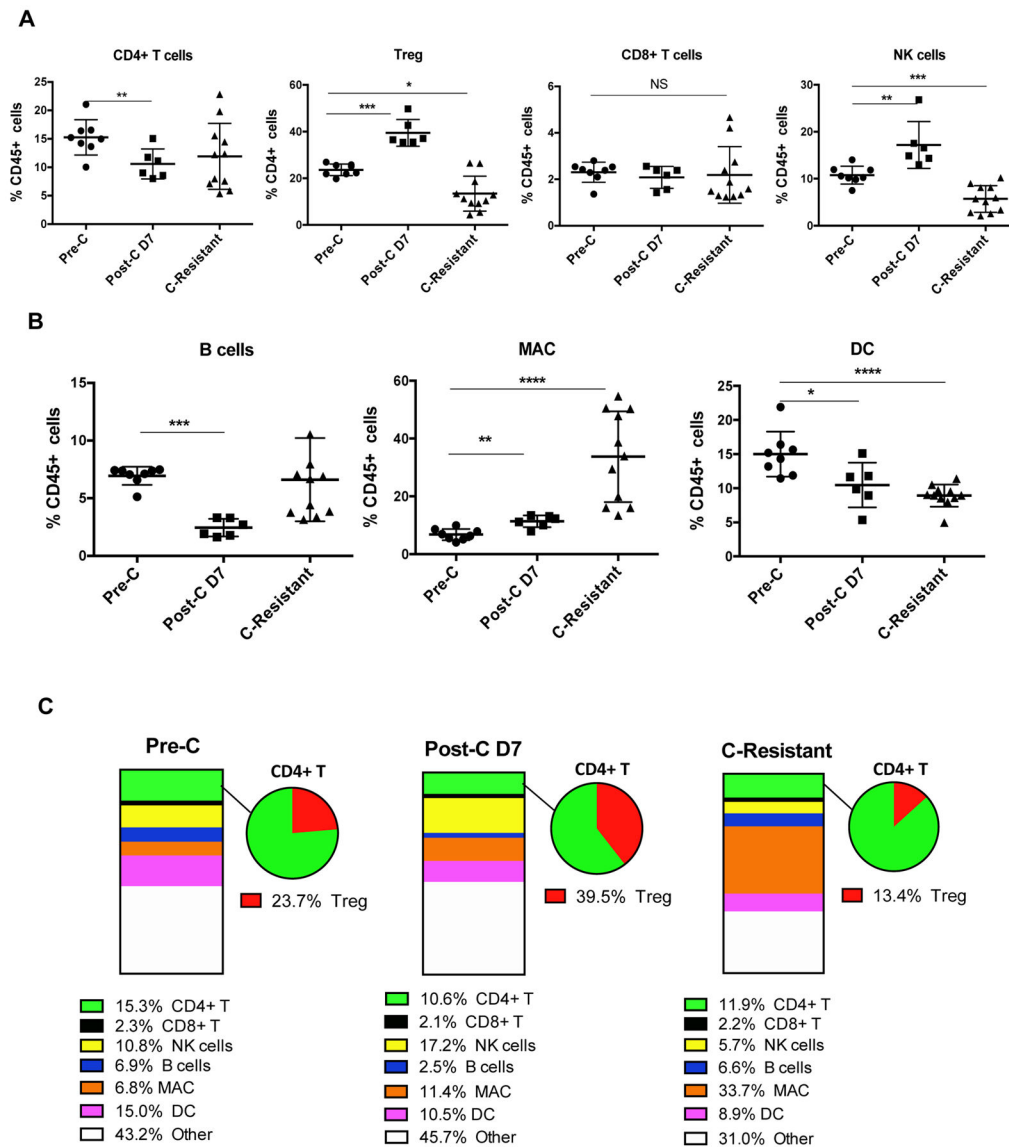 A
CD4+ T cells
Treg
CD8+ T cells
NK cells
% CD45+ cells
25
20
15
10
5
0
**
Pre-C
Post-C D7
C-Resistant
% CD4+ cells
60
40
20
0
*
***
Pre-C
Post-C D7
C-Resistant
% CD45+ cells
6
4
2
0
NS
Pre-C
Post-C D7
C-Resistant
% CD45+ cells
30
20
10
0
***
**
Pre-C
Post-C D7
C-Resistant
B
B cells
MAC
DC
% CD45+ cells
15
10
5
0
***
Pre-C
Post-C D7
C-Resistant
% CD45+ cells
60
40
20
0
****
**
Pre-C
Post-C D7
C-Resistant
% CD45+ cells
25
20
15
10
5
0
****
*
Pre-C
Post-C D7
C-Resistant
C
Pre-C
CD4+ T
23.7% Treg
15.3% CD4+ T
2.3% CD8+ T
10.8% NK cells
6.9% B cells
6.8% MAC
15.0% DC
43.2% Other
Post-C D7
CD4+ T
39.5% Treg
10.6% CD4+ T
2.1% CD8+ T
17.2% NK cells
2.5% B cells
11.4% MAC
10.5% DC
45.7% Other
C-Resistant
CD4+ T
13.4% Treg
11.9% CD4+ T
2.2% CD8+ T
5.7% NK cells
6.6% B cells
33.7% MAC
8.9% DC
31.0% Other